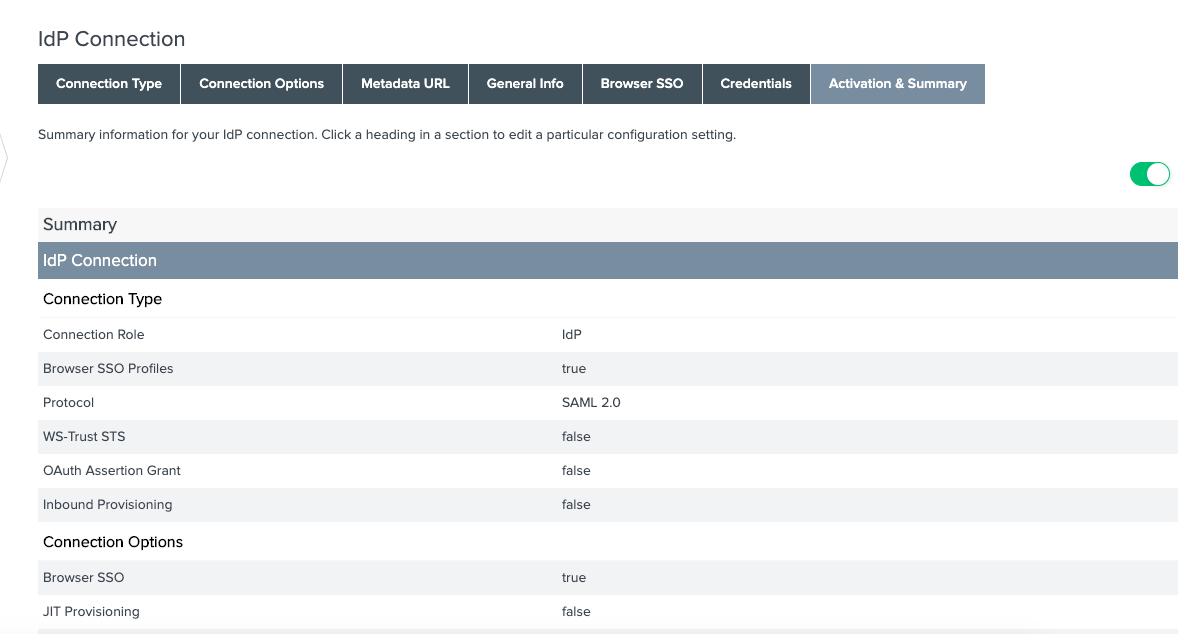 IdP Connection
Connection Type Connection Options Metadata URL General Info Browser SSO Credentials Activation & Summary
Summary information for your IdP connection. Click a heading in a section to edit a particular configuration setting.
Summary
IdP Connection
Connection Type
Connection Role IdP
Browser SSO Profiles true
Protocol SAML 2.0
WS-Trust STS false
OAuth Assertion Grant false
Inbound Provisioning false
Connection Options
Browser SSO true
JIT Provisioning false